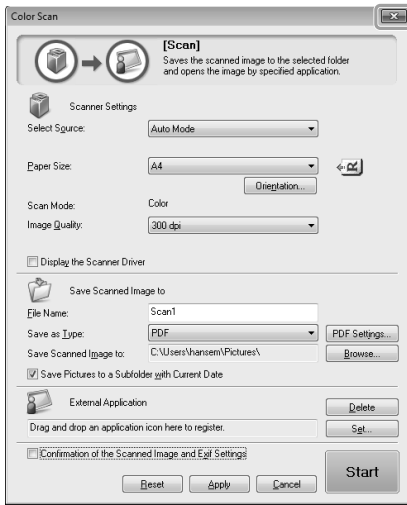 Color Scan
[Scan]
Saves the scanned image to the selected folder
and opens the image by specified application.
Scanner Settings
Select Source: Auto Mode
Paper Size: A4
Orientation...
Scan Mode: Color
Image Quality: 300 dpi
Display the Scanner Driver
Save Scanned Image to
File Name: Scan1
Save as Type: PDF PDF Settings...
Save Scanned Image to: C:\Users\hansem\Pictures\ Browse...
Save Pictures to a Subfolder with Current Date
External Application Delete
Drag and drop an application icon here to register. Set...
Confirmation of the Scanned Image and Exif Settings
Reset Apply Cancel Start